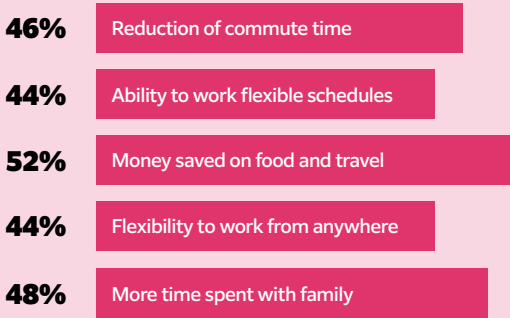 46% Reduction of commute time
44% Ability to work flexible schedules
52% Money saved on food and travel
44% Flexibility to work from anywhere
48% More time spent with family